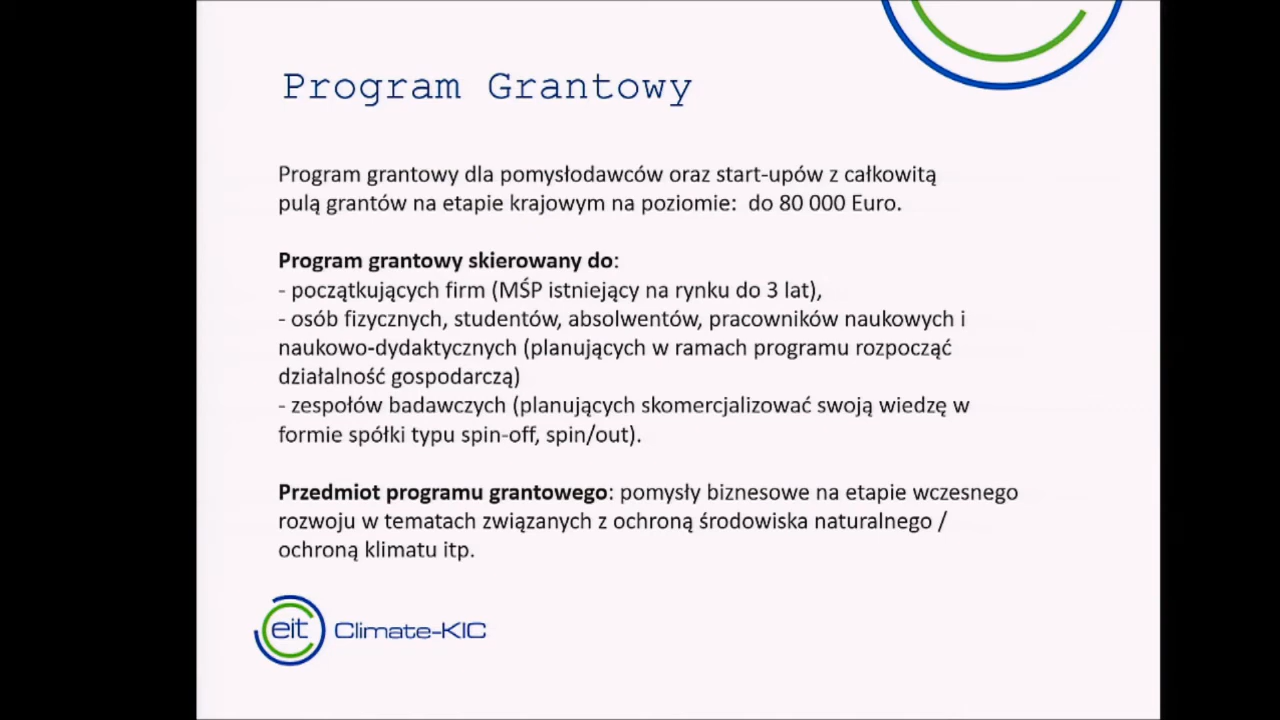 Program Grantowy
Program grantowy dla pomysłodawców oraz start-upów z całkowitą
pulą grantów na etapie krajowym na poziomie:  do 80 000 Euro.
Program grantowy skierowany do:
- początkujących firm (MŚP istniejący na rynku do 3 lat),
- osób fizycznych, studentów, absolwentów, pracowników naukowych i
naukowo-dydaktycznych (planujących w ramach programu rozpocząć
działalność gospodarczą)
- zespołów badawczych (planujących skomercjalizować swoją wiedzę w
formie spółki typu spin-off, spin/out).
Przedmiot programu grantowego: pomysły biznesowe na etapie wczesnego
rozwoju w tematach związanych z ochroną środowiska naturalnego /
ochroną klimatu itp.
eit Climate-KIC